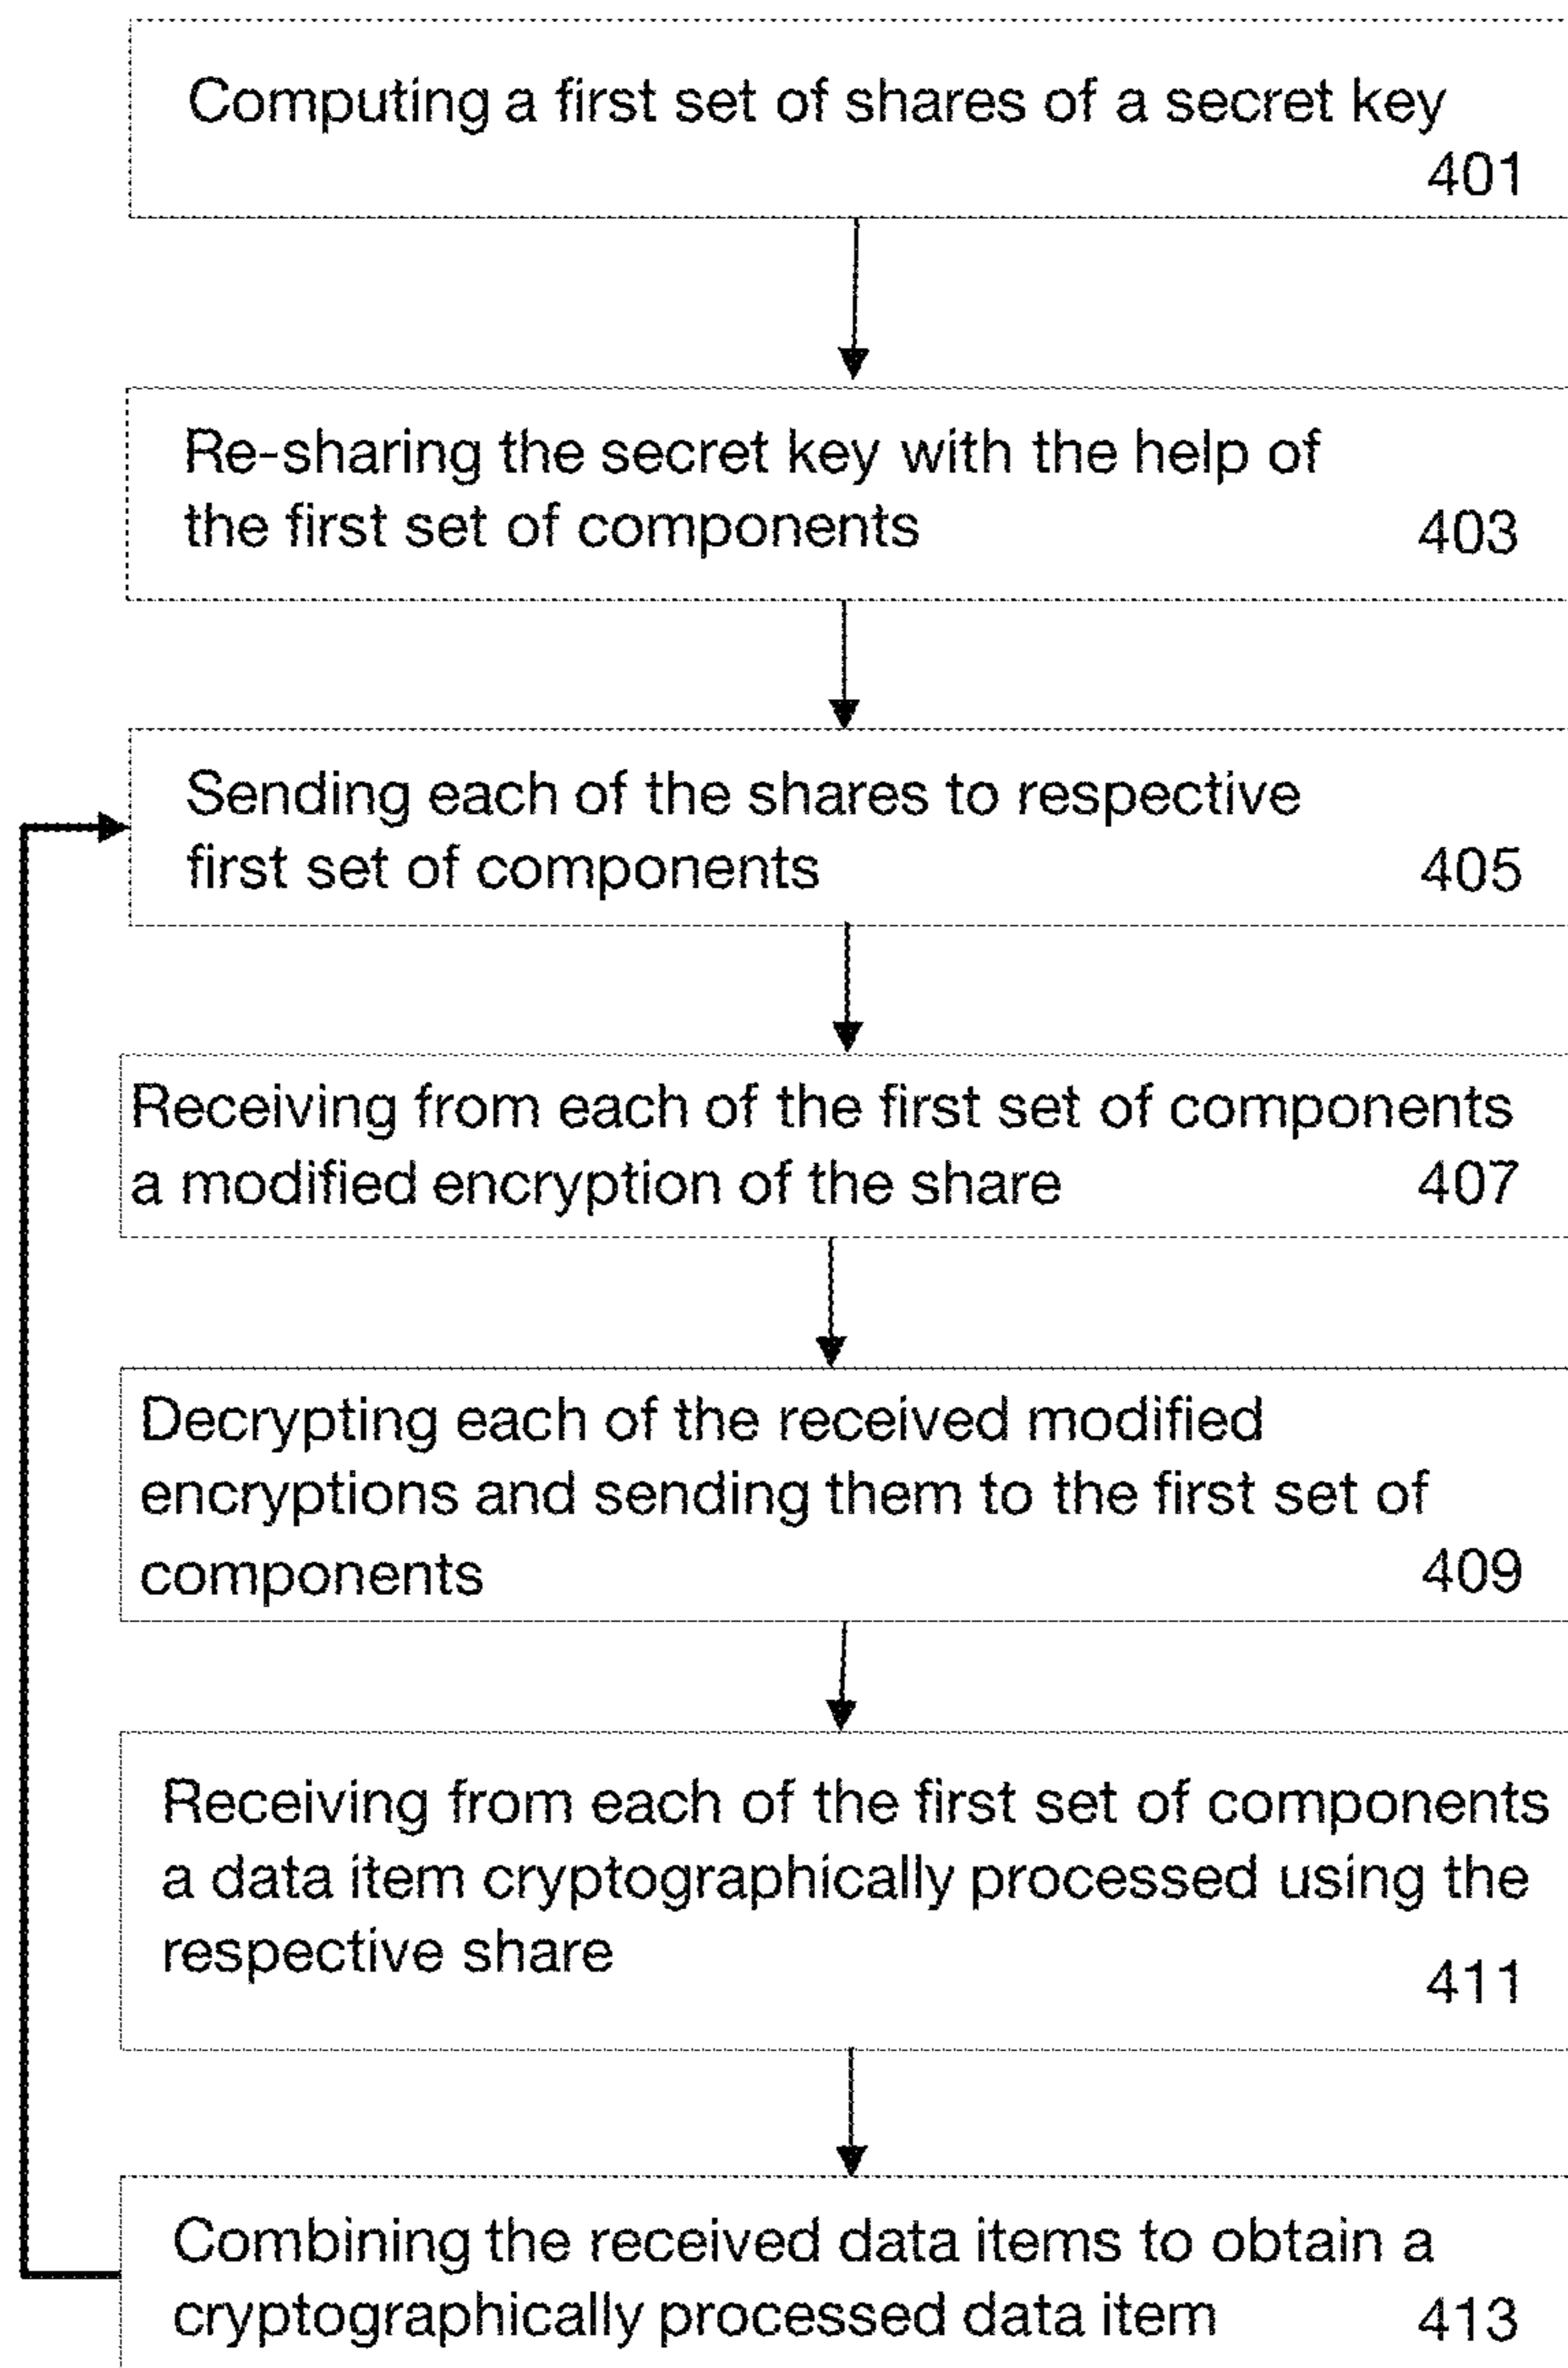 Computing a first set of shares of a secret key
401
Re-sharing the secret key with the help of
the first set of components 403
Sending each of the shares to respective
first set of components 405
Receiving from each of the first set of components
a modified encryption of the share 407
Decrypting each of the received modified
encryptions and sending them to the first set of
components 409
Receiving from each of the first set of components
a data item cryptographically processed using the
respective share
411
Combining the received data items to obtain a
cryptographically processed data item 413